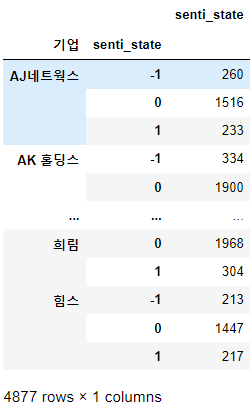 senti_state
기업 senti_state
AJ네트웍스 -1 260
0 1516
1 233
AK 홀딩스 -1 334
0 1900
... ... ...
희림 0 1968
1 304
힘스 -1 213
0 1447
1 217
4877 rows × 1 columns